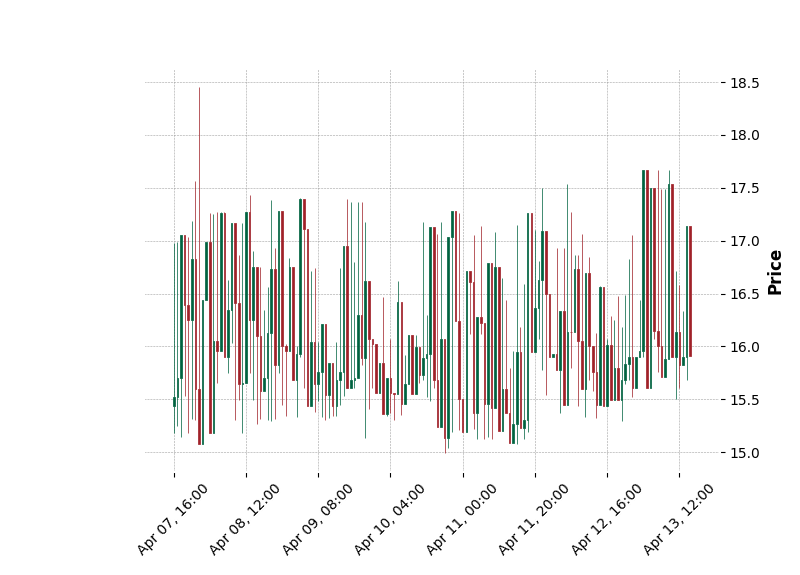 18.5
18.0
17.5
17.0
16.5
16.0
15.5
15.0
Price
Apr 07, 16:00
Apr 08, 12:00
Apr 09, 08:00
Apr 10, 04:00
Apr 11, 00:00
Apr 11, 20:00
Apr 12, 16:00
Apr 13, 12:00